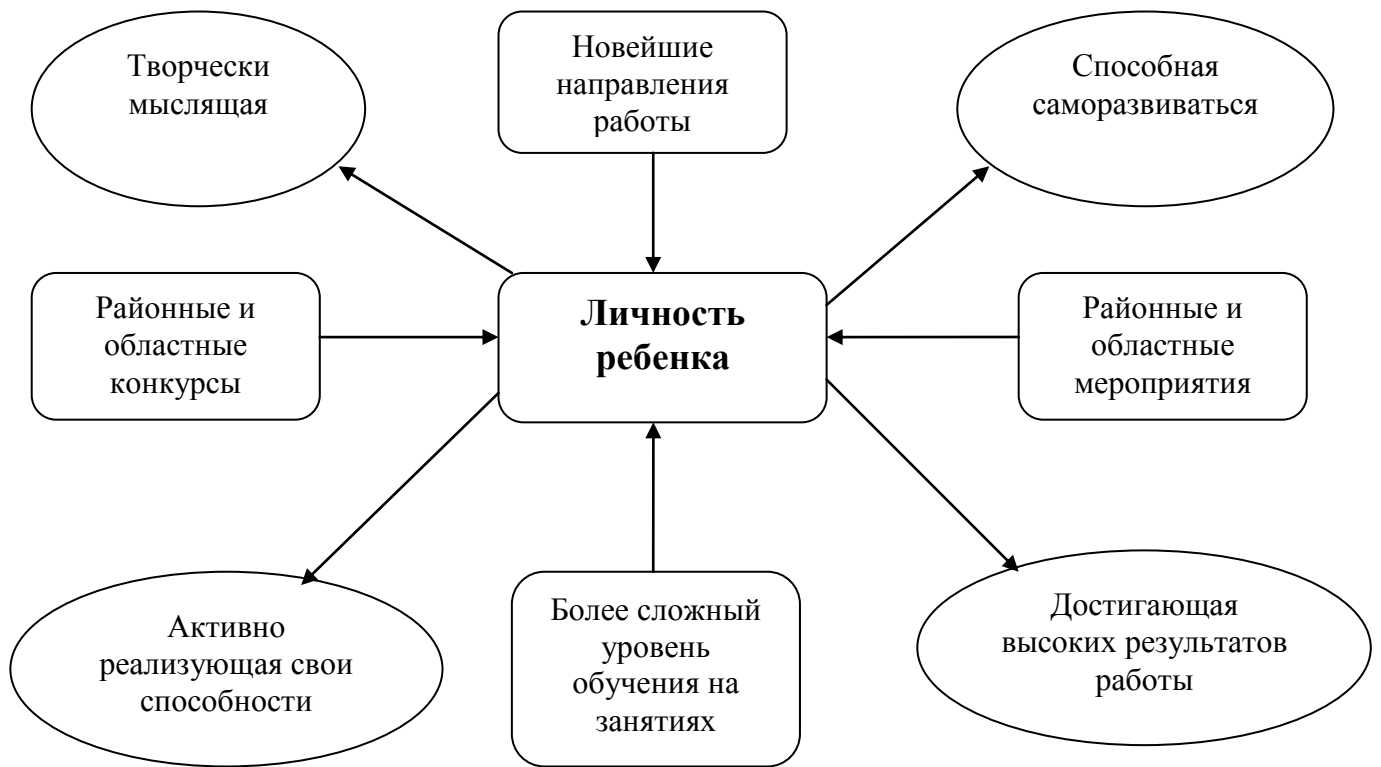 Творчески
мыслящая
Новейшие
направления
работы
Способная
саморазвиваться
Районные и
областные
конкурсы
Личность
ребенка
Районные и
областные
мероприятия
Активно
реализующая свои
способности
Более сложный
уровень
обучения на
занятиях
Достигающая
высоких результатов
работы